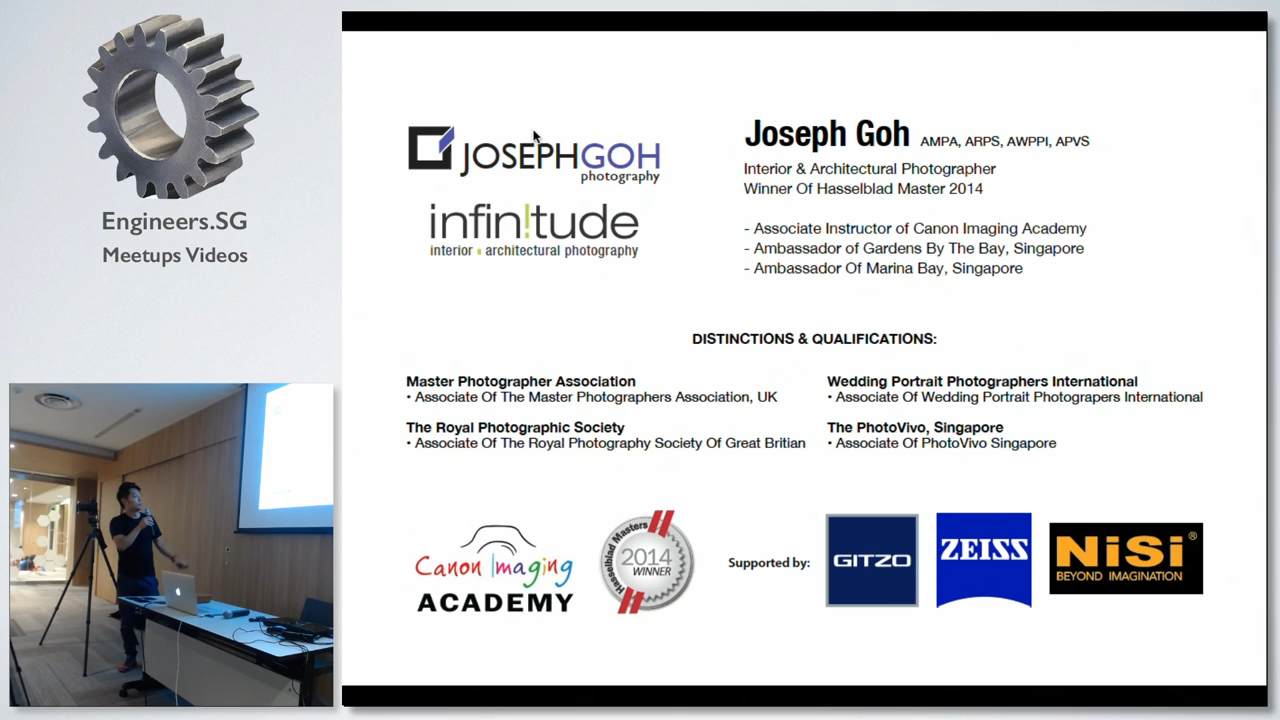 Engineers.SG
Meetups Videos
JOSEPHGOH
photography
infin!tude
interior architectural photography
Joseph Goh AMPA, ARPS, AWPPI, APVS
Interior & Architectural Photographer
Winner Of Hasselblad Master 2014
- Associate Instructor of Canon Imaging Academy
- Ambassador of Gardens By The Bay, Singapore
- Ambassador Of Marina Bay, Singapore
DISTINCTIONS & QUALIFICATIONS:
Master Photographer Association
• Associate Of The Master Photographers Association, UK
The Royal Photographic Society
• Associate Of The Royal Photography Society Of Great Britian
Wedding Portrait Photographers International
• Associate Of Wedding Portrait Photograpers International
The PhotoVivo, Singapore
• Associate Of PhotoVivo Singapore
Canon Imaging
ACADEMY
Hasselblad Masters
2014
WINNER
Supported by:
GITZO
ZEISS
NiSi®
BEYOND IMAGINATION